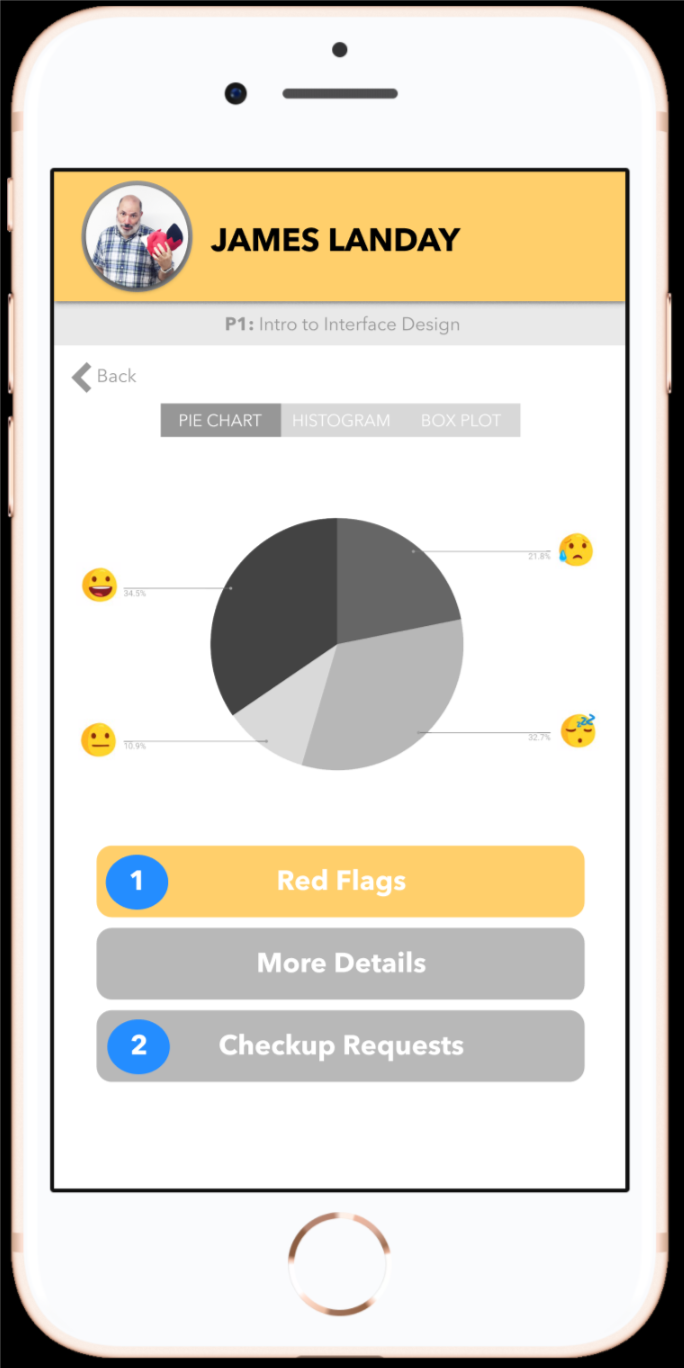 JAMES LANDAY
P1: Intro to Interface Design
Back
PIE CHART HISTOGRAM BOX PLOT
21.8%
34.5%
32.7%
10.9%
1 Red Flags
More Details
2 Checkup Requests